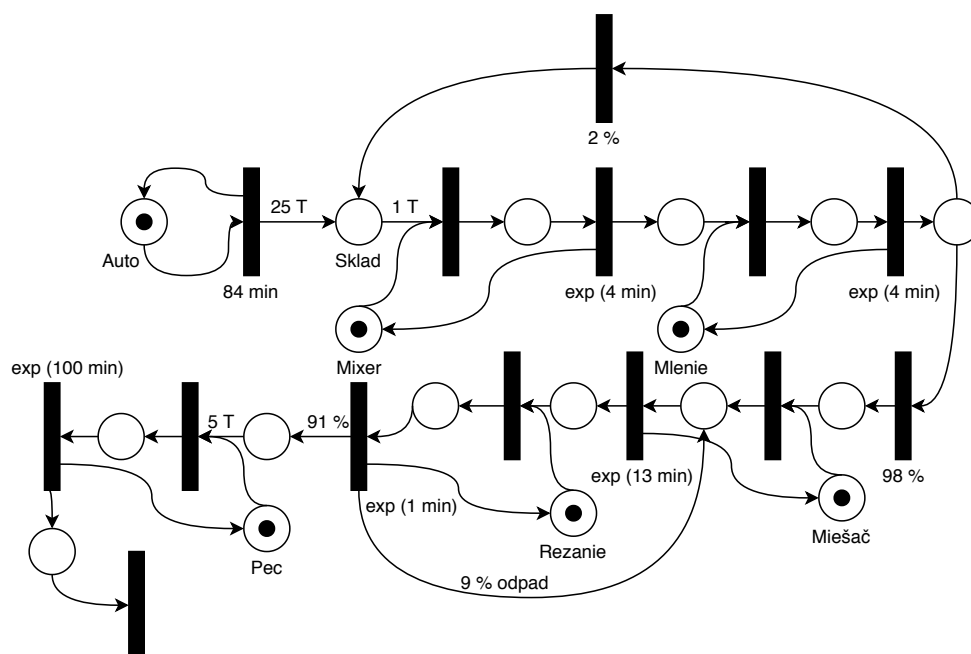 2 %
25 T
1 T
Auto
Sklad
84 min
exp (4 min)
exp (4 min)
Mixer
Mlenie
exp (100 min)
5 T
91 %
exp (13 min)
98 %
exp (1 min)
Miešač
Rezanie
Pec
9 % odpad